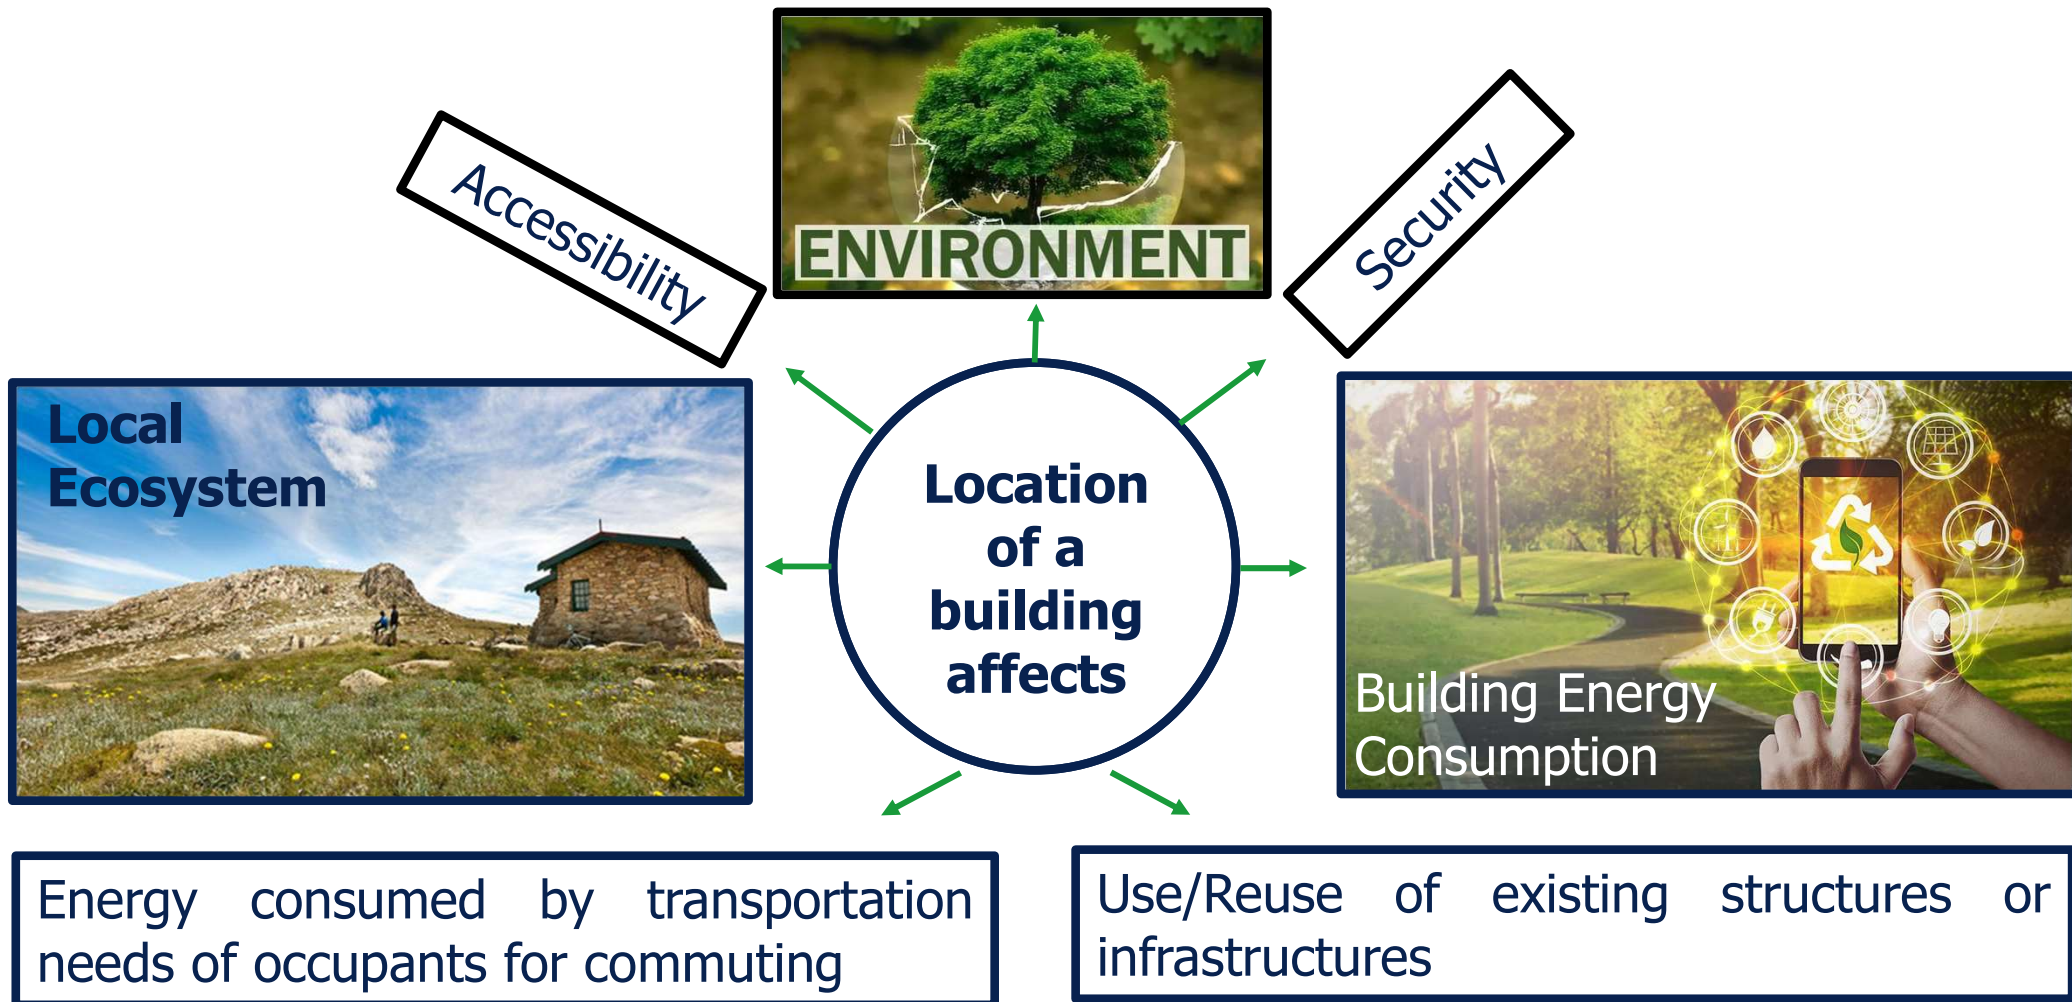 ENVIRONMENT
Accessibility
Security
Local
Ecosystem
Location
of a
building
affects
Building Energy
Consumption
Energy consumed by transportation
needs of occupants for commuting
Use/Reuse of existing structures or
infrastructures